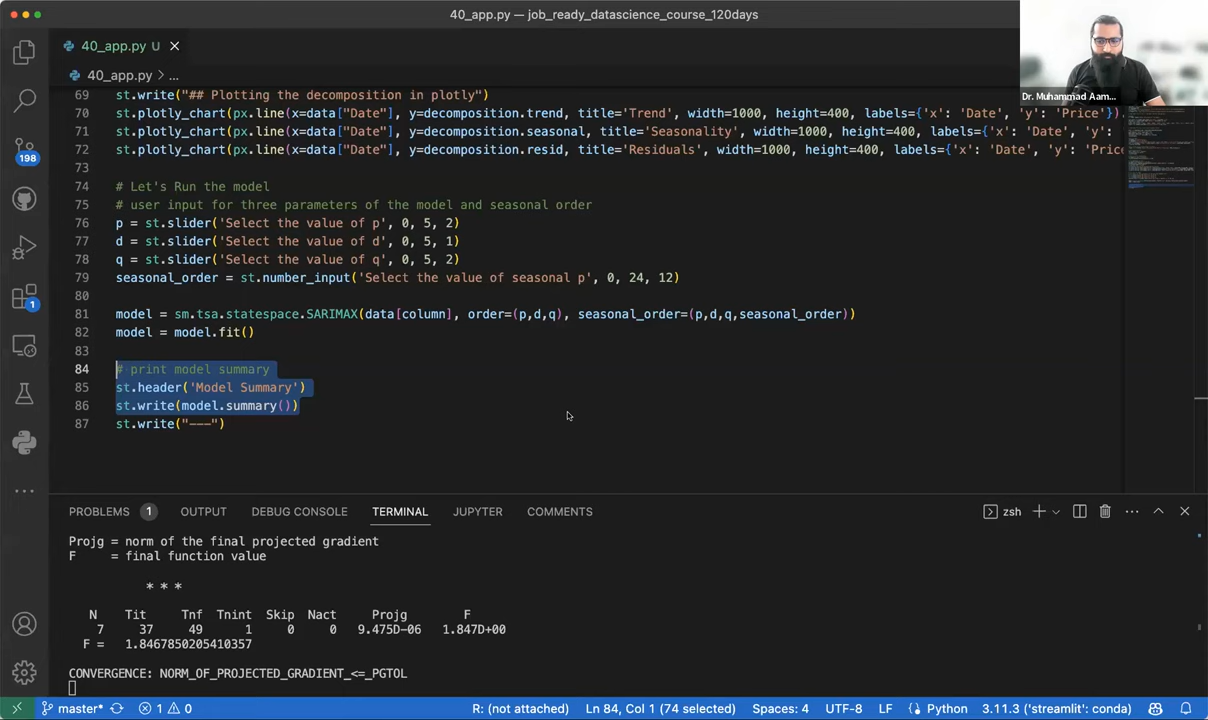 40_app.py — job_ready_datascience_course_120days
40_app.py U
40_app.py > ...
Dr. Muhammad Aam...
69 st.write("## Plotting the decomposition in plotly")
70 st.plotly_chart(px.line(x=data["Date"], y=decomposition.trend, title='Trend', width=1000, height=400, labels={'x': 'Date', 'y': 'Price'}).
71 st.plotly_chart(px.line(x=data["Date"], y=decomposition.seasonal, title='Seasonality', width=1000, height=400, labels={'x': 'Date', 'y':
72 st.plotly_chart(px.line(x=data["Date"], y=decomposition.resid, title='Residuals', width=1000, height=400, labels={'x': 'Date', 'y': 'Price
73
74 # Let's Run the model
75 # user input for three parameters of the model and seasonal order
76 p = st.slider('Select the value of p', 0, 5, 2)
77 d = st.slider('Select the value of d', 0, 5, 1)
78 q = st.slider('Select the value of q', 0, 5, 2)
79 seasonal_order = st.number_input('Select the value of seasonal p', 0, 24, 12)
80
81 model = sm.tsa.statespace.SARIMAX(data[column], order=(p,d,q), seasonal_order=(p,d,q,seasonal_order))
82 model = model.fit()
83
84 # print model summary
85 st.header('Model Summary')
86 st.write(model.summary())
87 st.write("---")
198
1
PROBLEMS 1 OUTPUT DEBUG CONSOLE TERMINAL JUPYTER COMMENTS zsh
Projg = norm of the final projected gradient
F = final function value
* * *
N Tit Tnf Tnint Skip Nact Projg F
7 37 49 1 0 0 9.475D-06 1.847D+00
F = 1.8467850205410357
CONVERGENCE: NORM_OF_PROJECTED_GRADIENT_<=_PGTOL
master* 1 0 R: (not attached) Ln 84, Col 1 (74 selected) Spaces: 4 UTF-8 LF Python 3.11.3 ('streamlit': conda)